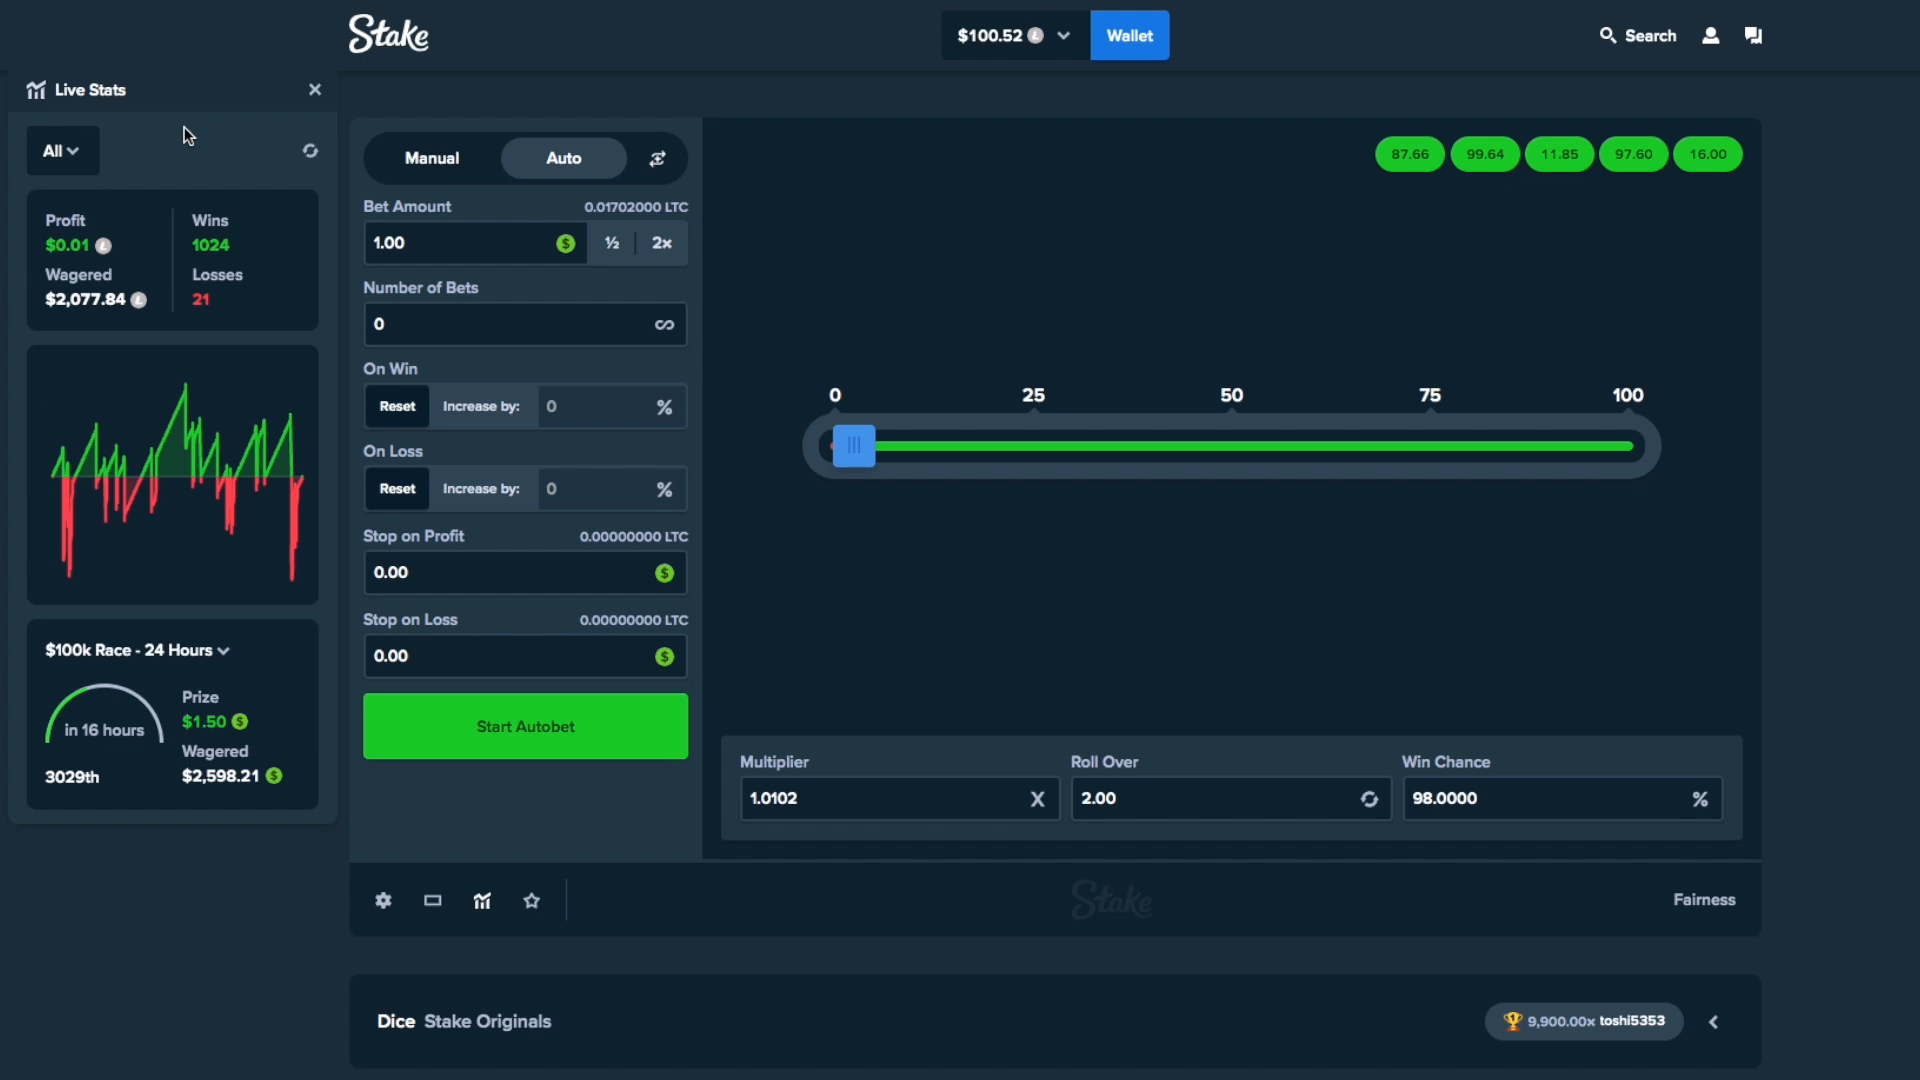 Stake
$100.52
Wallet
Search
Live Stats
All
Profit
$0.01
Wins
1024
Wagered
$2,077.84
Losses
21
$100k Race - 24 Hours
in 16 hours
3029th
Prize
$1.50
Wagered
$2,598.21
Manual
Auto
Bet Amount
0.01702000 LTC
1.00
½
2×
Number of Bets
0
On Win
Reset
Increase by:
0
%
On Loss
Reset
Increase by:
0
%
Stop on Profit
0.00000000 LTC
0.00
Stop on Loss
0.00000000 LTC
0.00
Start Autobet
87.66
99.64
11.85
97.60
16.00
0
25
50
75
100
Multiplier
1.0102
Roll Over
2.00
Win Chance
98.0000
%
Stake
Fairness
Dice Stake Originals
9,900.00× toshi5353